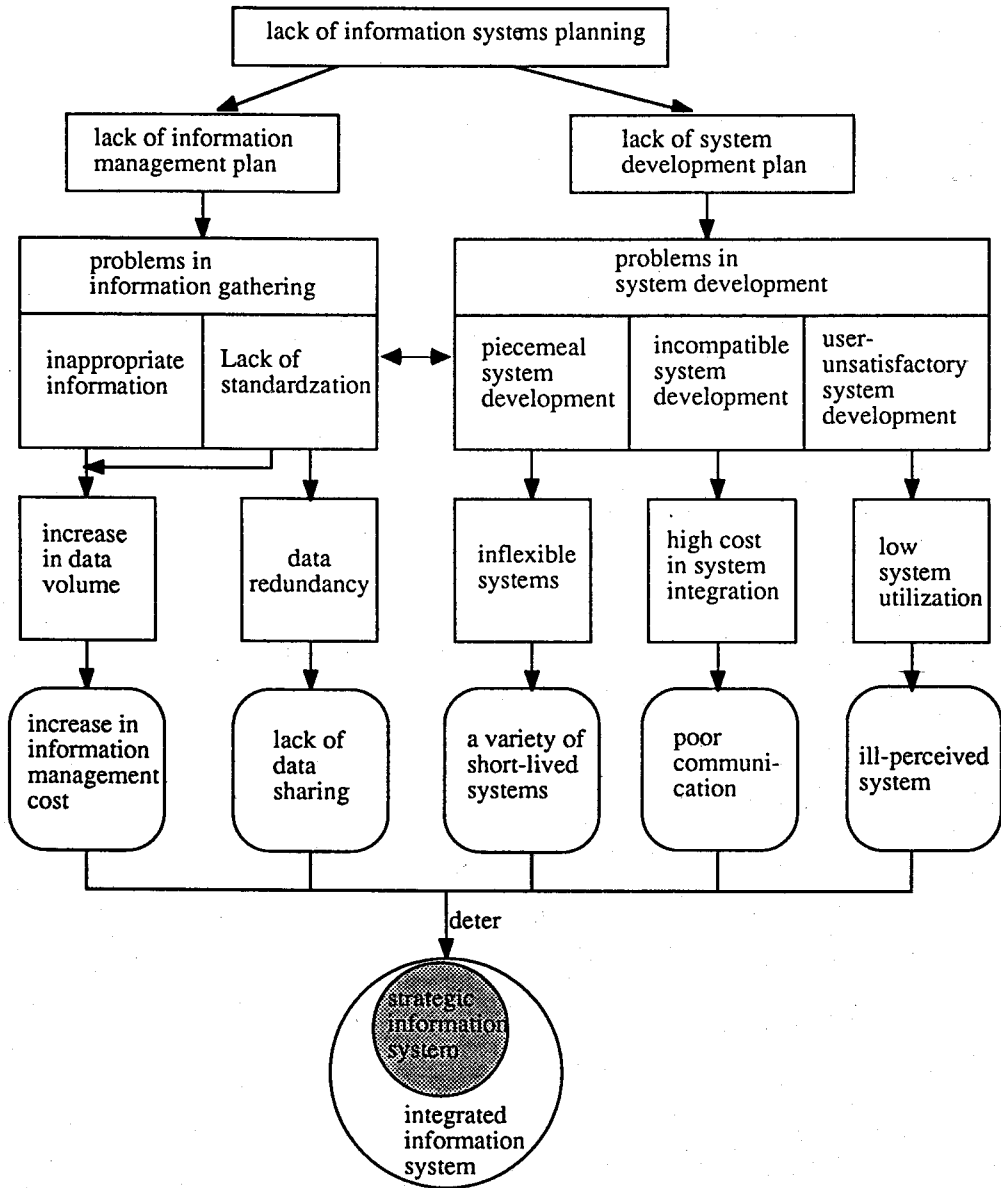 lack of information systems planning
lack of information
management plan
lack of system
development plan
problems in
information gathering
problems in
system development
inappropriate
information
Lack of
standardzation
piecemeal
system
development
incompatible
system
development
user-
unsatisfactory
system
development
increase
in data
volume
data
redundancy
inflexible
systems
high cost
in system
integration
low
system
utilization
increase in
information
management
cost
lack of
data
sharing
a variety of
short-lived
systems
poor
communi-
cation
ill-perceived
system
deter
strategic
information
system
integrated
information
system